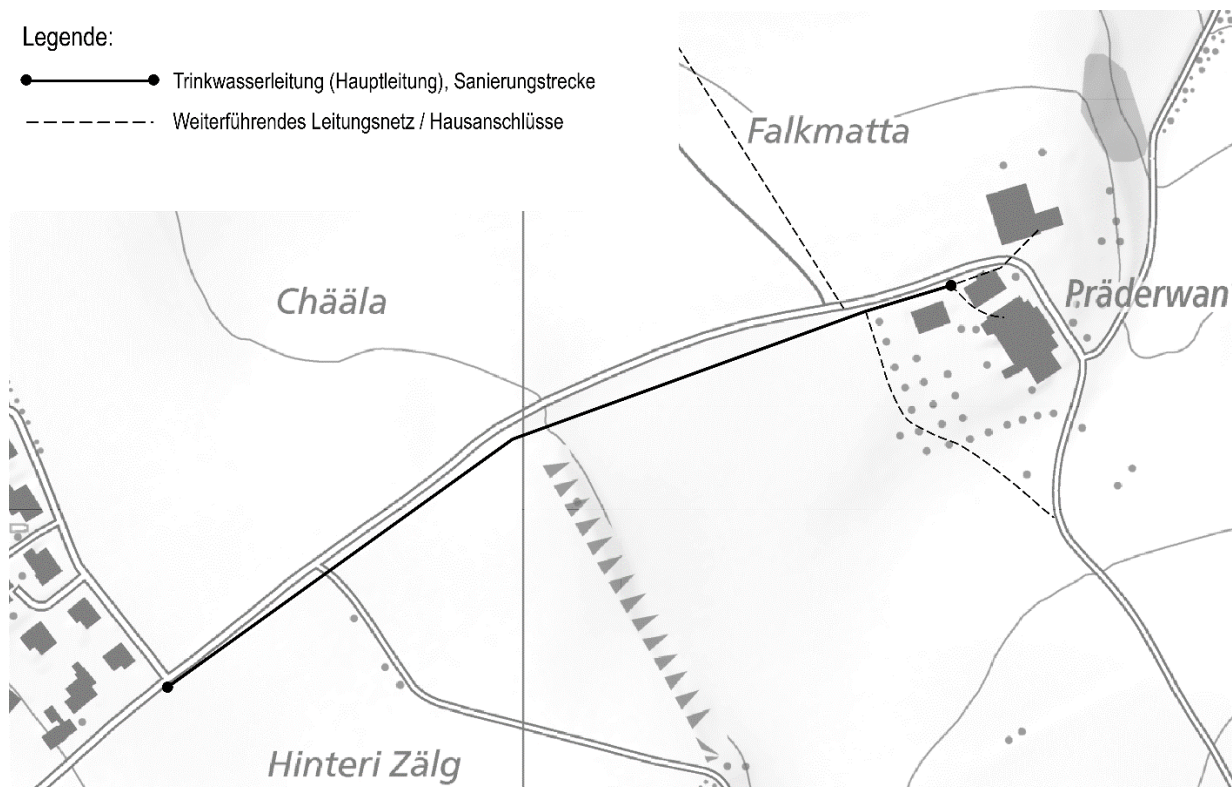 Legende:
Trinkwasserleitung (Hauptleitung), Sanierungstrecke
Weiterführendes Leitungsnetz / Hausanschlüsse
Falkmatta
Chääla
Präderwan
Hinteri Zälg